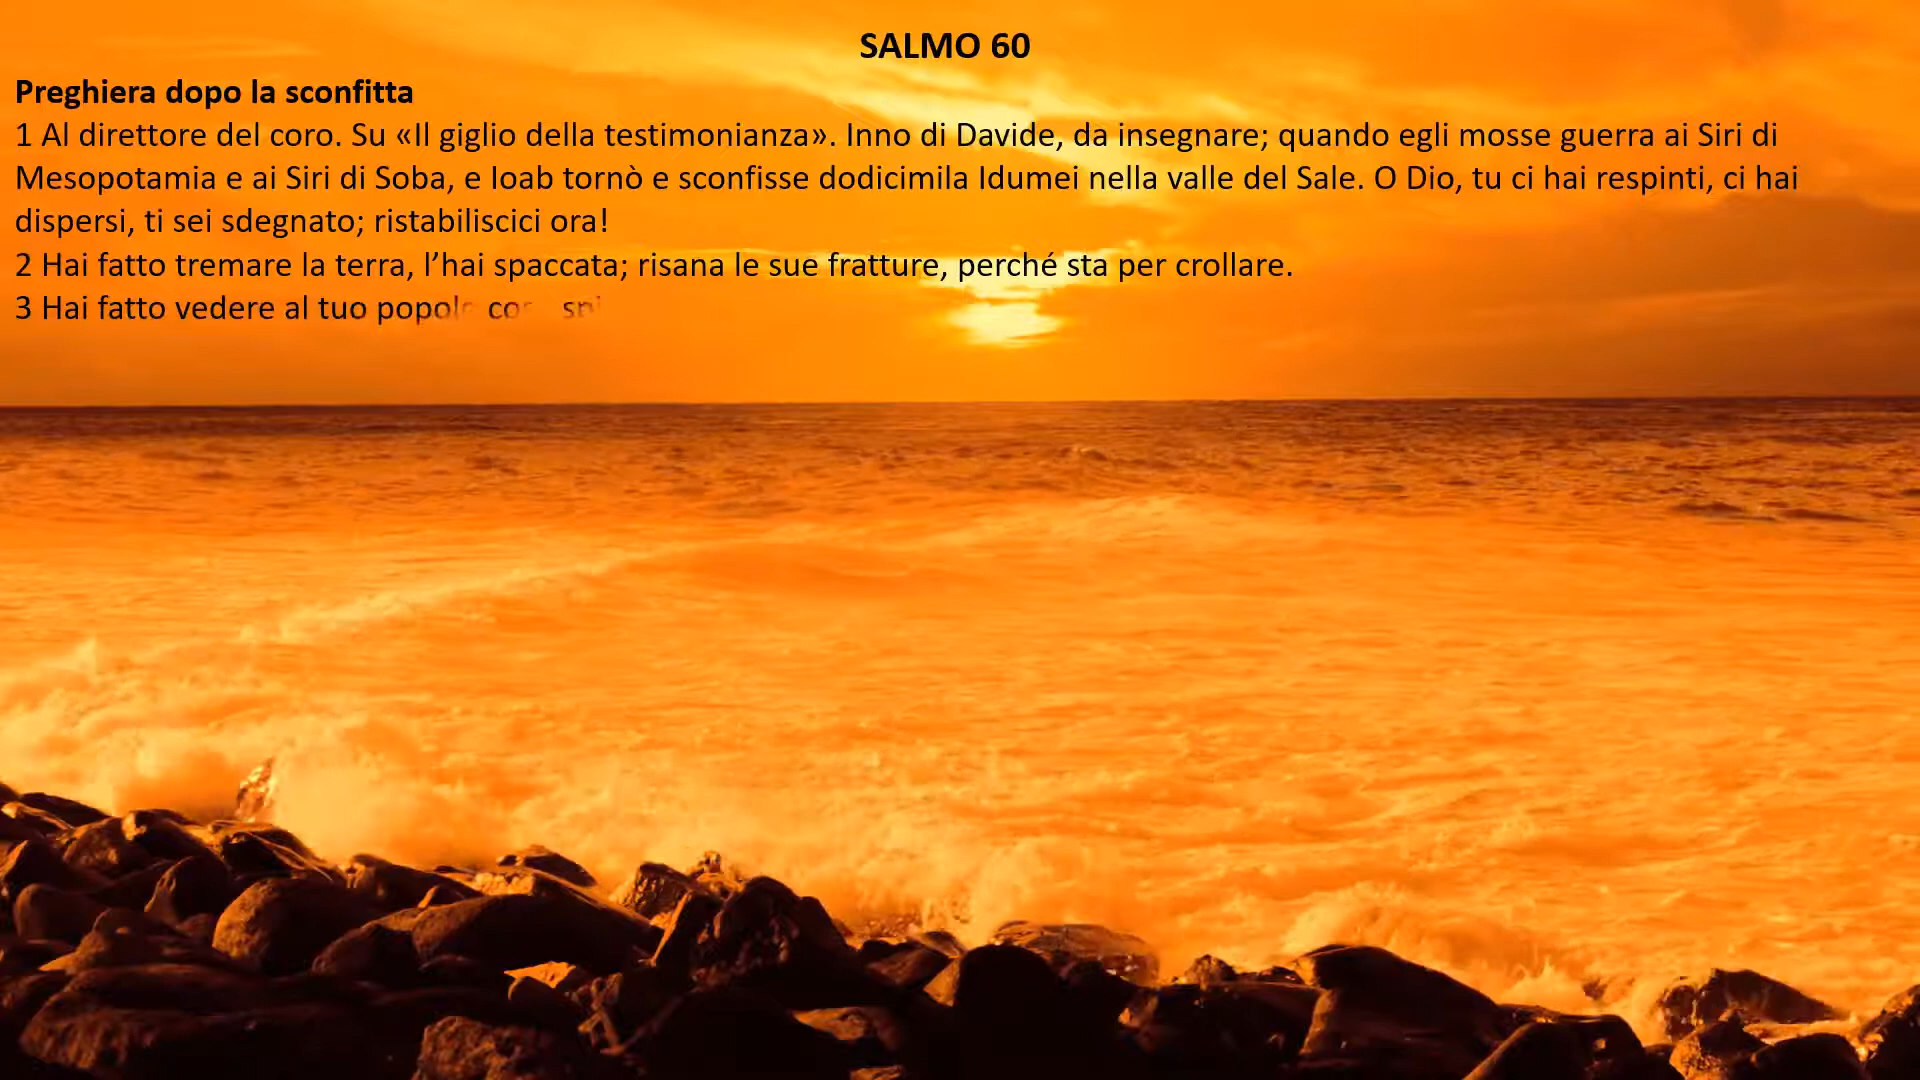 SALMO 60
Preghiera dopo la sconfitta
1 Al direttore del coro. Su «Il giglio della testimonianza». Inno di Davide, da insegnare; quando egli mosse guerra ai Siri di
Mesopotamia e ai Siri di Soba, e Ioab tornò e sconfisse dodicimila Idumei nella valle del Sale. O Dio, tu ci hai respinti, ci hai
dispersi, ti sei sdegnato; ristabiliscici ora!
2 Hai fatto tremare la terra, l’hai spaccata; risana le sue fratture, perché sta per crollare.
3 Hai fatto vedere al tuo popolo